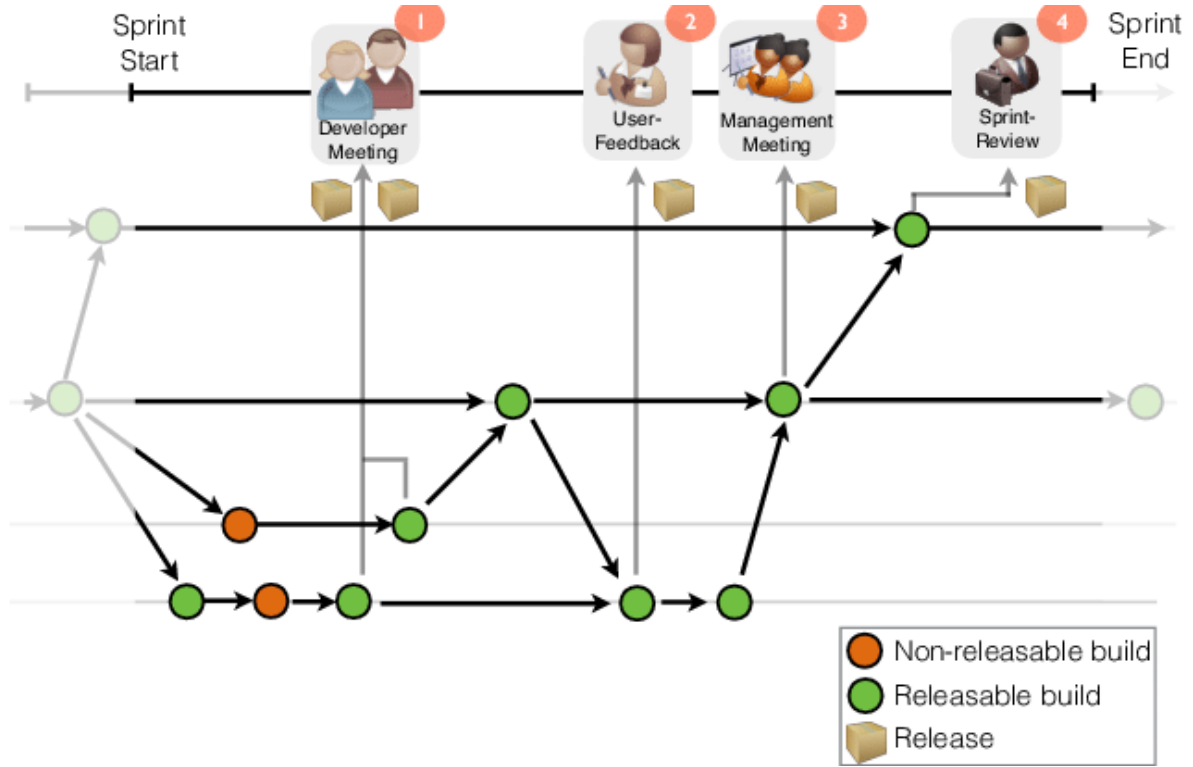 Sprint
Start
1
2
3
4
Sprint
End
Developer
Meeting
User-
Feedback
Management
Meeting
Sprint-
Review
Non-releasable build
Releasable build
Release